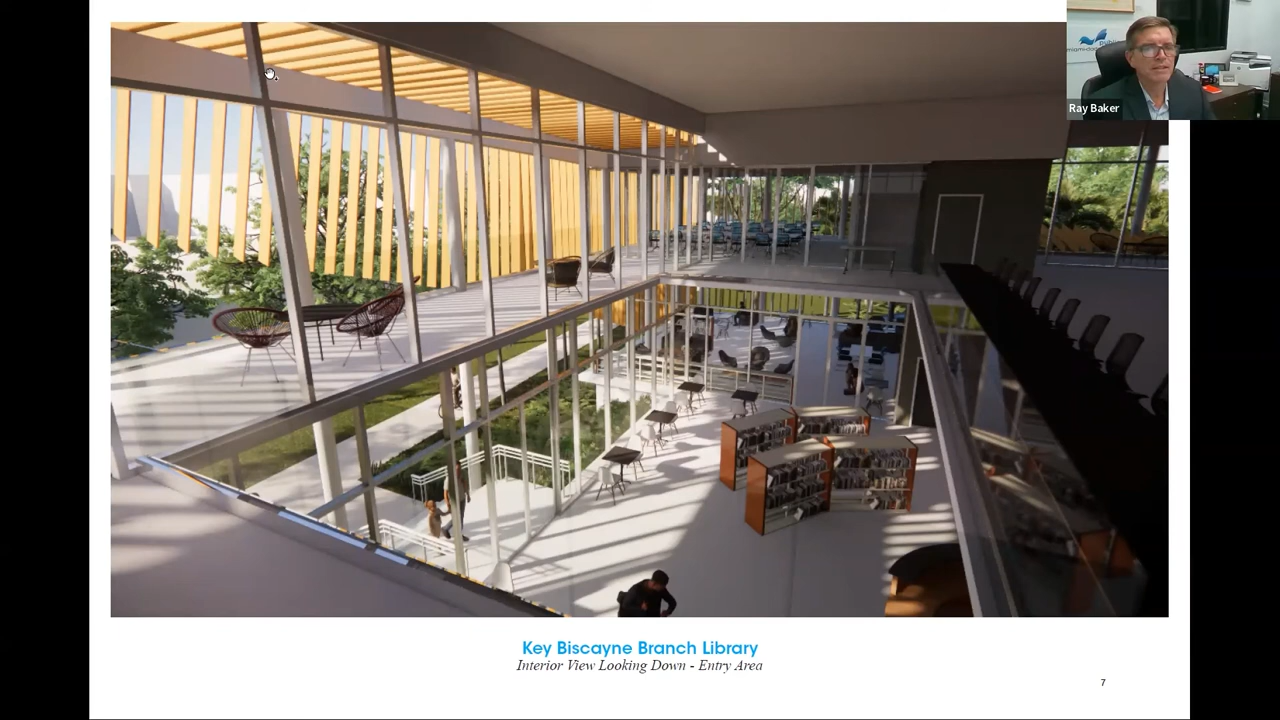 Ray Baker
Key Biscayne Branch Library
Interior View Looking Down - Entry Area
7